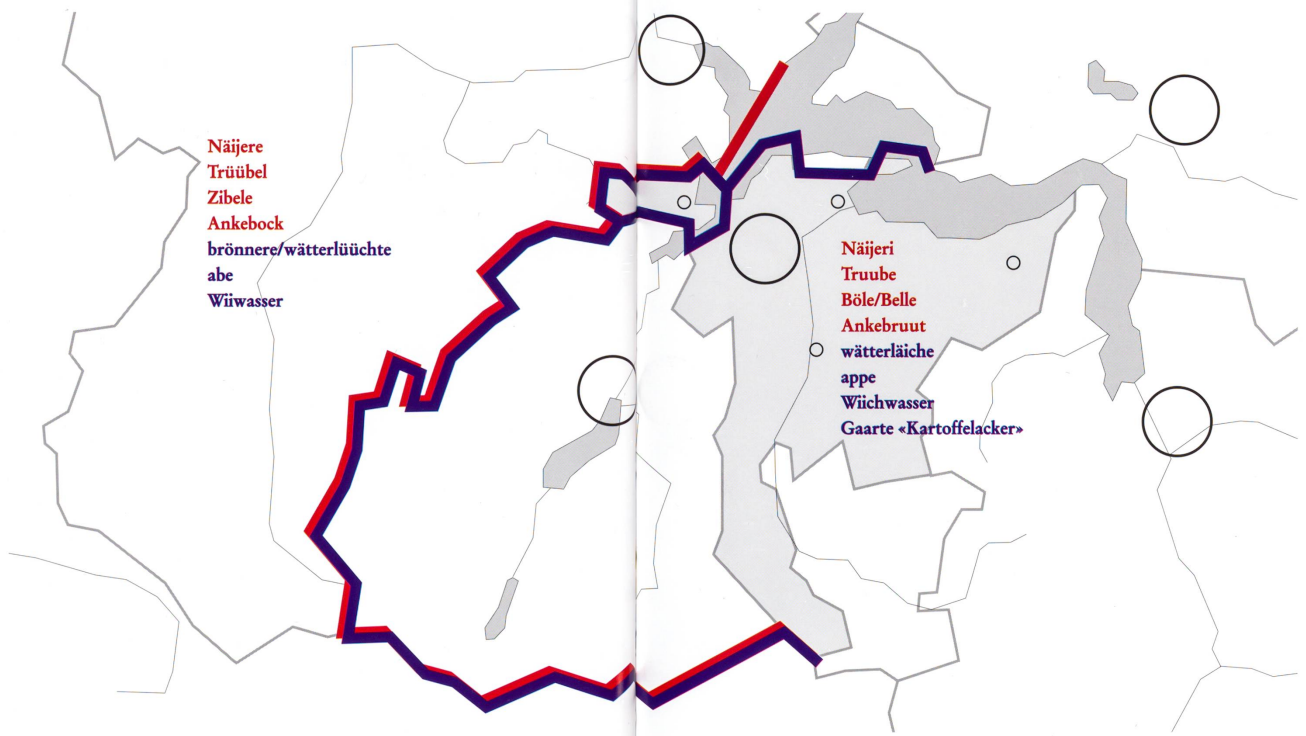 Näijere
Trüübel
Zibele
Ankebock
brönnere/wätterlüüchte
abe
Wiiwasser
Näijeri
Truube
Böle/Belle
Ankebruut
wätterläiche
appe
Wiichwasser
Gaarte «Kartoffelacker»